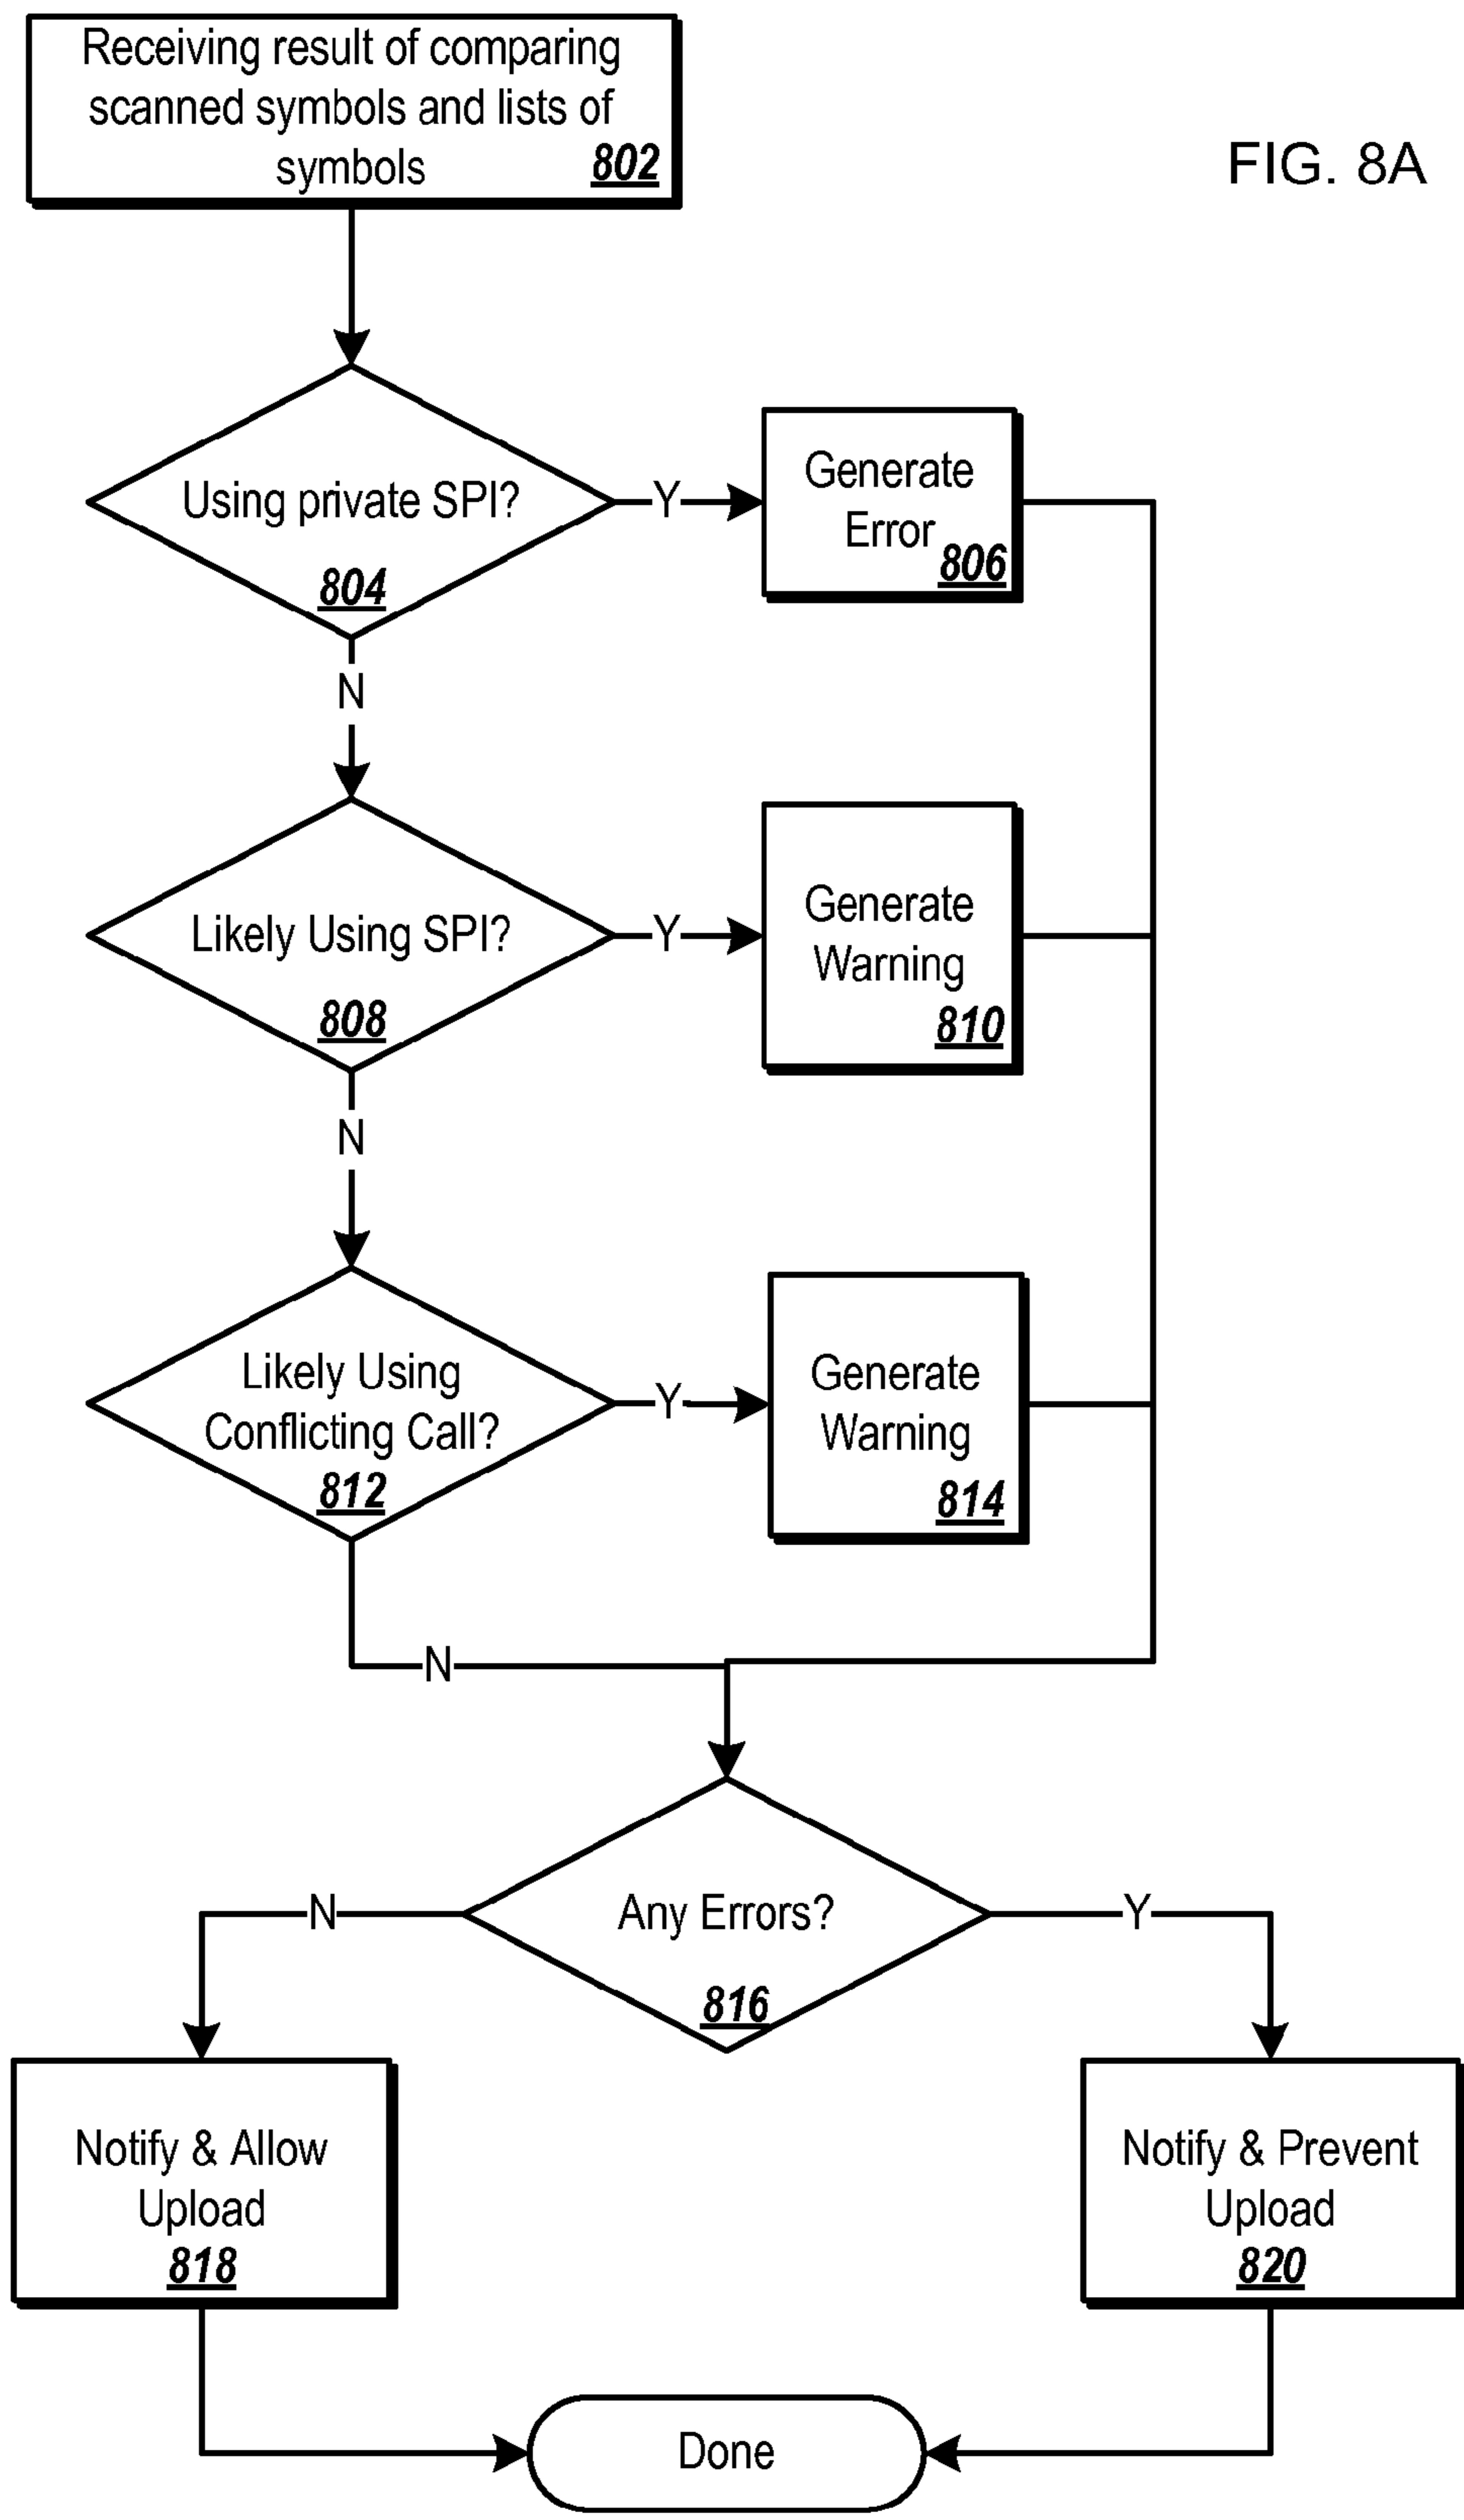 Receiving result of comparing
scanned symbols and lists of
symbols 802
FIG. 8A
Using private SPI?
804
Y
Generate
Error
806
N
Likely Using SPI?
808
Y
Generate
Warning
810
N
Likely Using
Conflicting Call?
812
Y
Generate
Warning
814
N
Any Errors?
816
N
Y
Notify & Allow
Upload
818
Notify & Prevent
Upload
820
Done